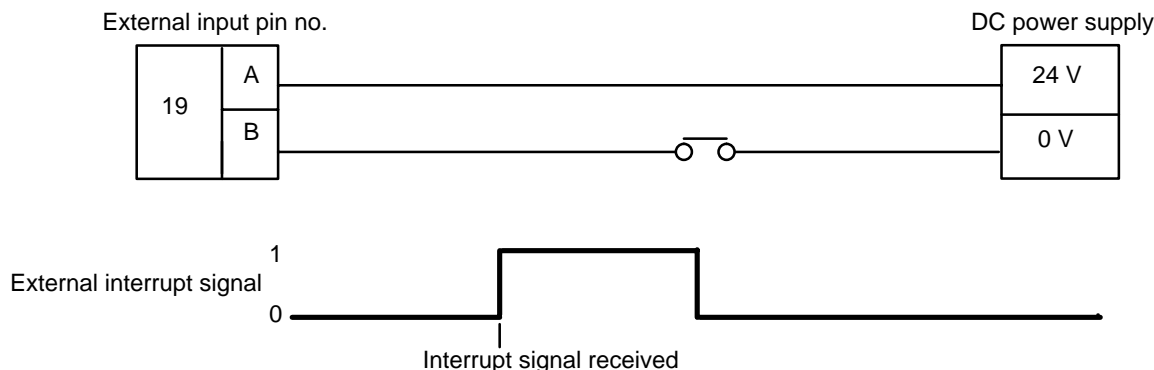 External input pin no.
DC power supply
19
A
B
24 V
0 V
1
External interrupt signal
0
Interrupt signal received